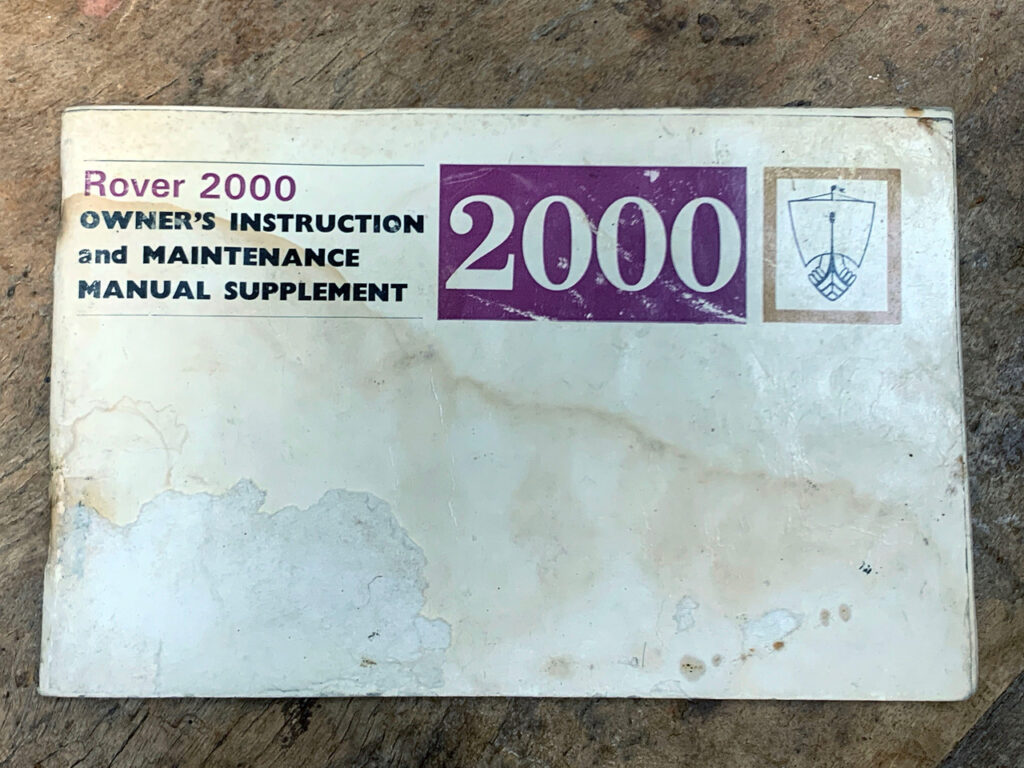 Rover 2000
OWNER'S INSTRUCTION
and MAINTENANCE
MANUAL SUPPLEMENT
2000